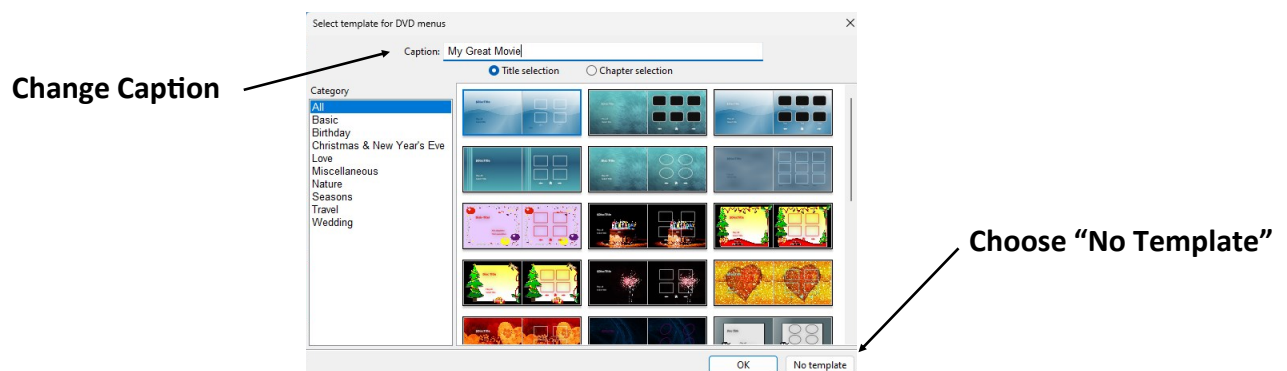 Select template for DVD menus
Caption: My Great Movie
Title selection Chapter selection
Change Caption
Category
All
Basic
Birthday
Christmas & New Year's Eve
Love
Miscellaneous
Nature
Seasons
Travel
Wedding
Choose “No Template”
OK No template